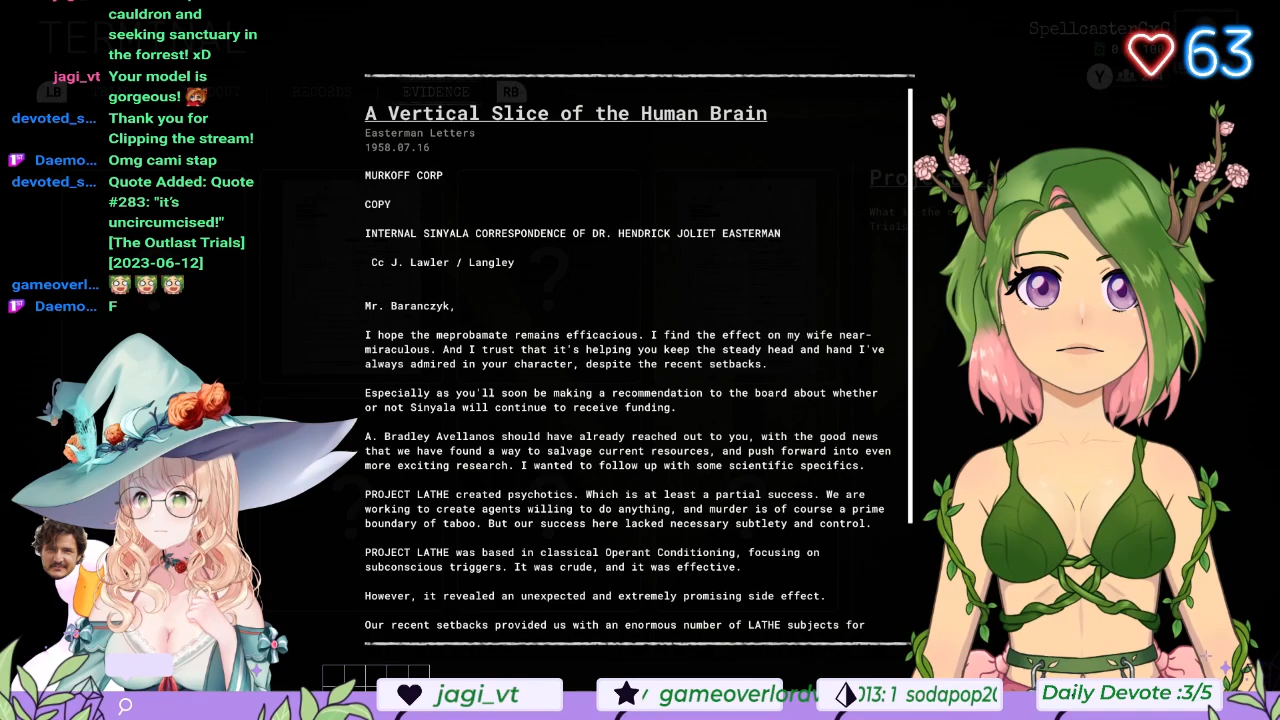 cauldron and
seeking sanctuary in
the forrest! xD
jagi_vt Your model is
gorgeous!
devoted_s... Thank you for
Clipping the stream!
Daemo... Omg cami stap
devoted_s... Quote Added: Quote
#283: "it's
uncircumcised!"
[The Outlast Trials]
[2023-06-12]
gameoverl...
Daemo... F
TERMINAL
SpellcasterCxC
63
LB
RECORDS
EVIDENCE
RB
Y
A Vertical Slice of the Human Brain
Easterman Letters
1958.07.16
MURKOFF CORP
COPY
INTERNAL SINYALA CORRESPONDENCE OF DR. HENDRICK JOLIET EASTERMAN
Cc J. Lawler / Langley
Mr. Baranczyk,
I hope the meprobamate remains efficacious. I find the effect on my wife near-
miraculous. And I trust that it's helping you keep the steady head and hand I've
always admired in your character, despite the recent setbacks.
Especially as you'll soon be making a recommendation to the board about whether
or not Sinyala will continue to receive funding.
A. Bradley Avellanos should have already reached out to you, with the good news
that we have found a way to salvage current resources, and push forward into even
more exciting research. I wanted to follow up with some scientific specifics.
PROJECT LATHE created psychotics. Which is at least a partial success. We are
working to create agents willing to do anything, and murder is of course a prime
boundary of taboo. But our success here lacked necessary subtlety and control.
PROJECT LATHE was based in classical Operant Conditioning, focusing on
subconscious triggers. It was crude, and it was effective.
However, it revealed an unexpected and extremely promising side effect.
Our recent setbacks provided us with an enormous number of LATHE subjects for
What is the
Trial
jagi_vt
gameoverlordv
013: 1 sodapop20
Daily Devote :3/5